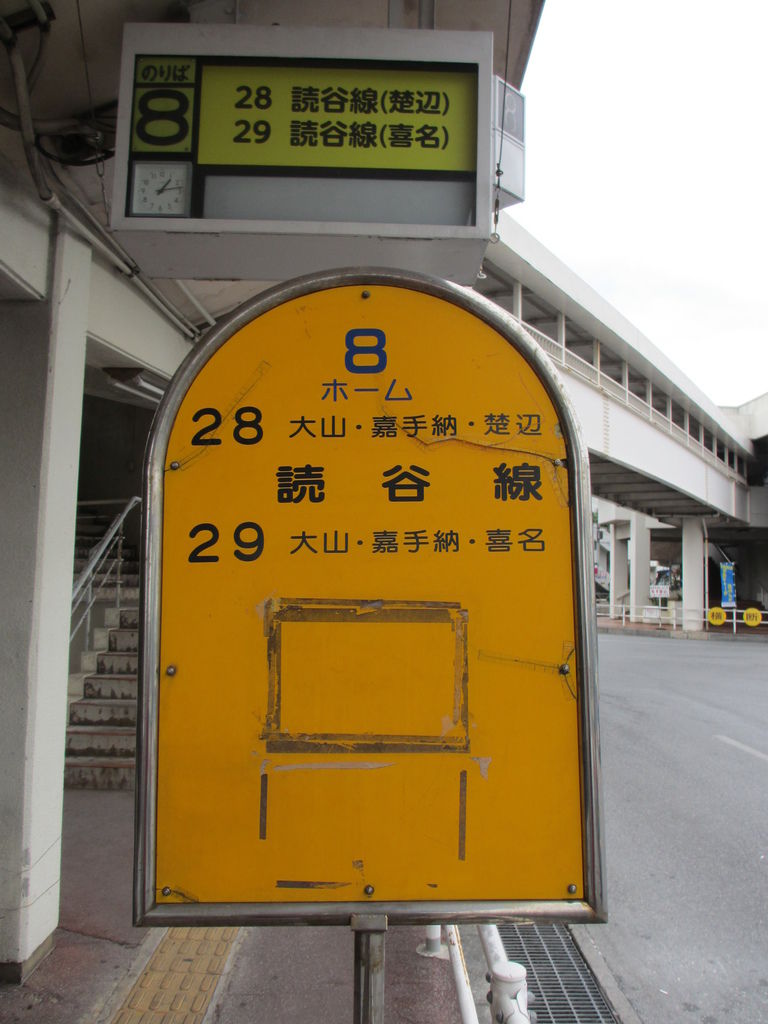 のりば
8
28 読谷線(楚辺)
29 読谷線(喜名)
8
ホーム
28 大山・嘉手納・楚辺
読谷線
29 大山・嘉手納・喜名
横断